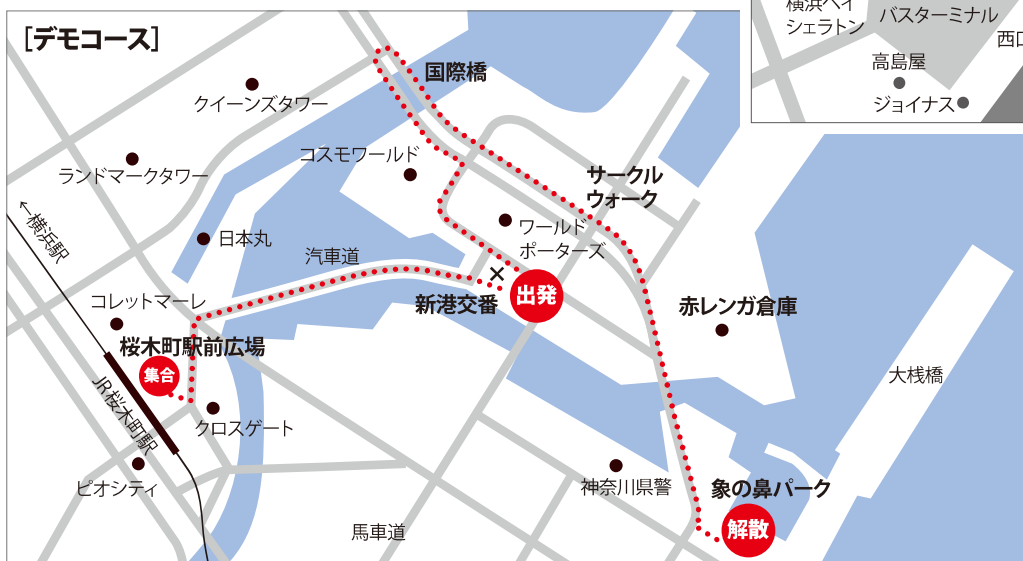 [デモコース]
横浜ベイ
シェラトン
バスターミナル
西口
高島屋
ジョイナス
国際橋
クイーンズタワー
コスモワールド
ランドマークタワー
サークル
ウォーク
←横浜駅
日本丸
汽車道
ワールド
ポーターズ
コレットマーレ
新港交番
出発
赤レンガ倉庫
桜木町駅前広場
集合
大桟橋
JR桜木町駅
クロスゲート
ピオシティ
神奈川県警
象の鼻パーク
馬車道
解散